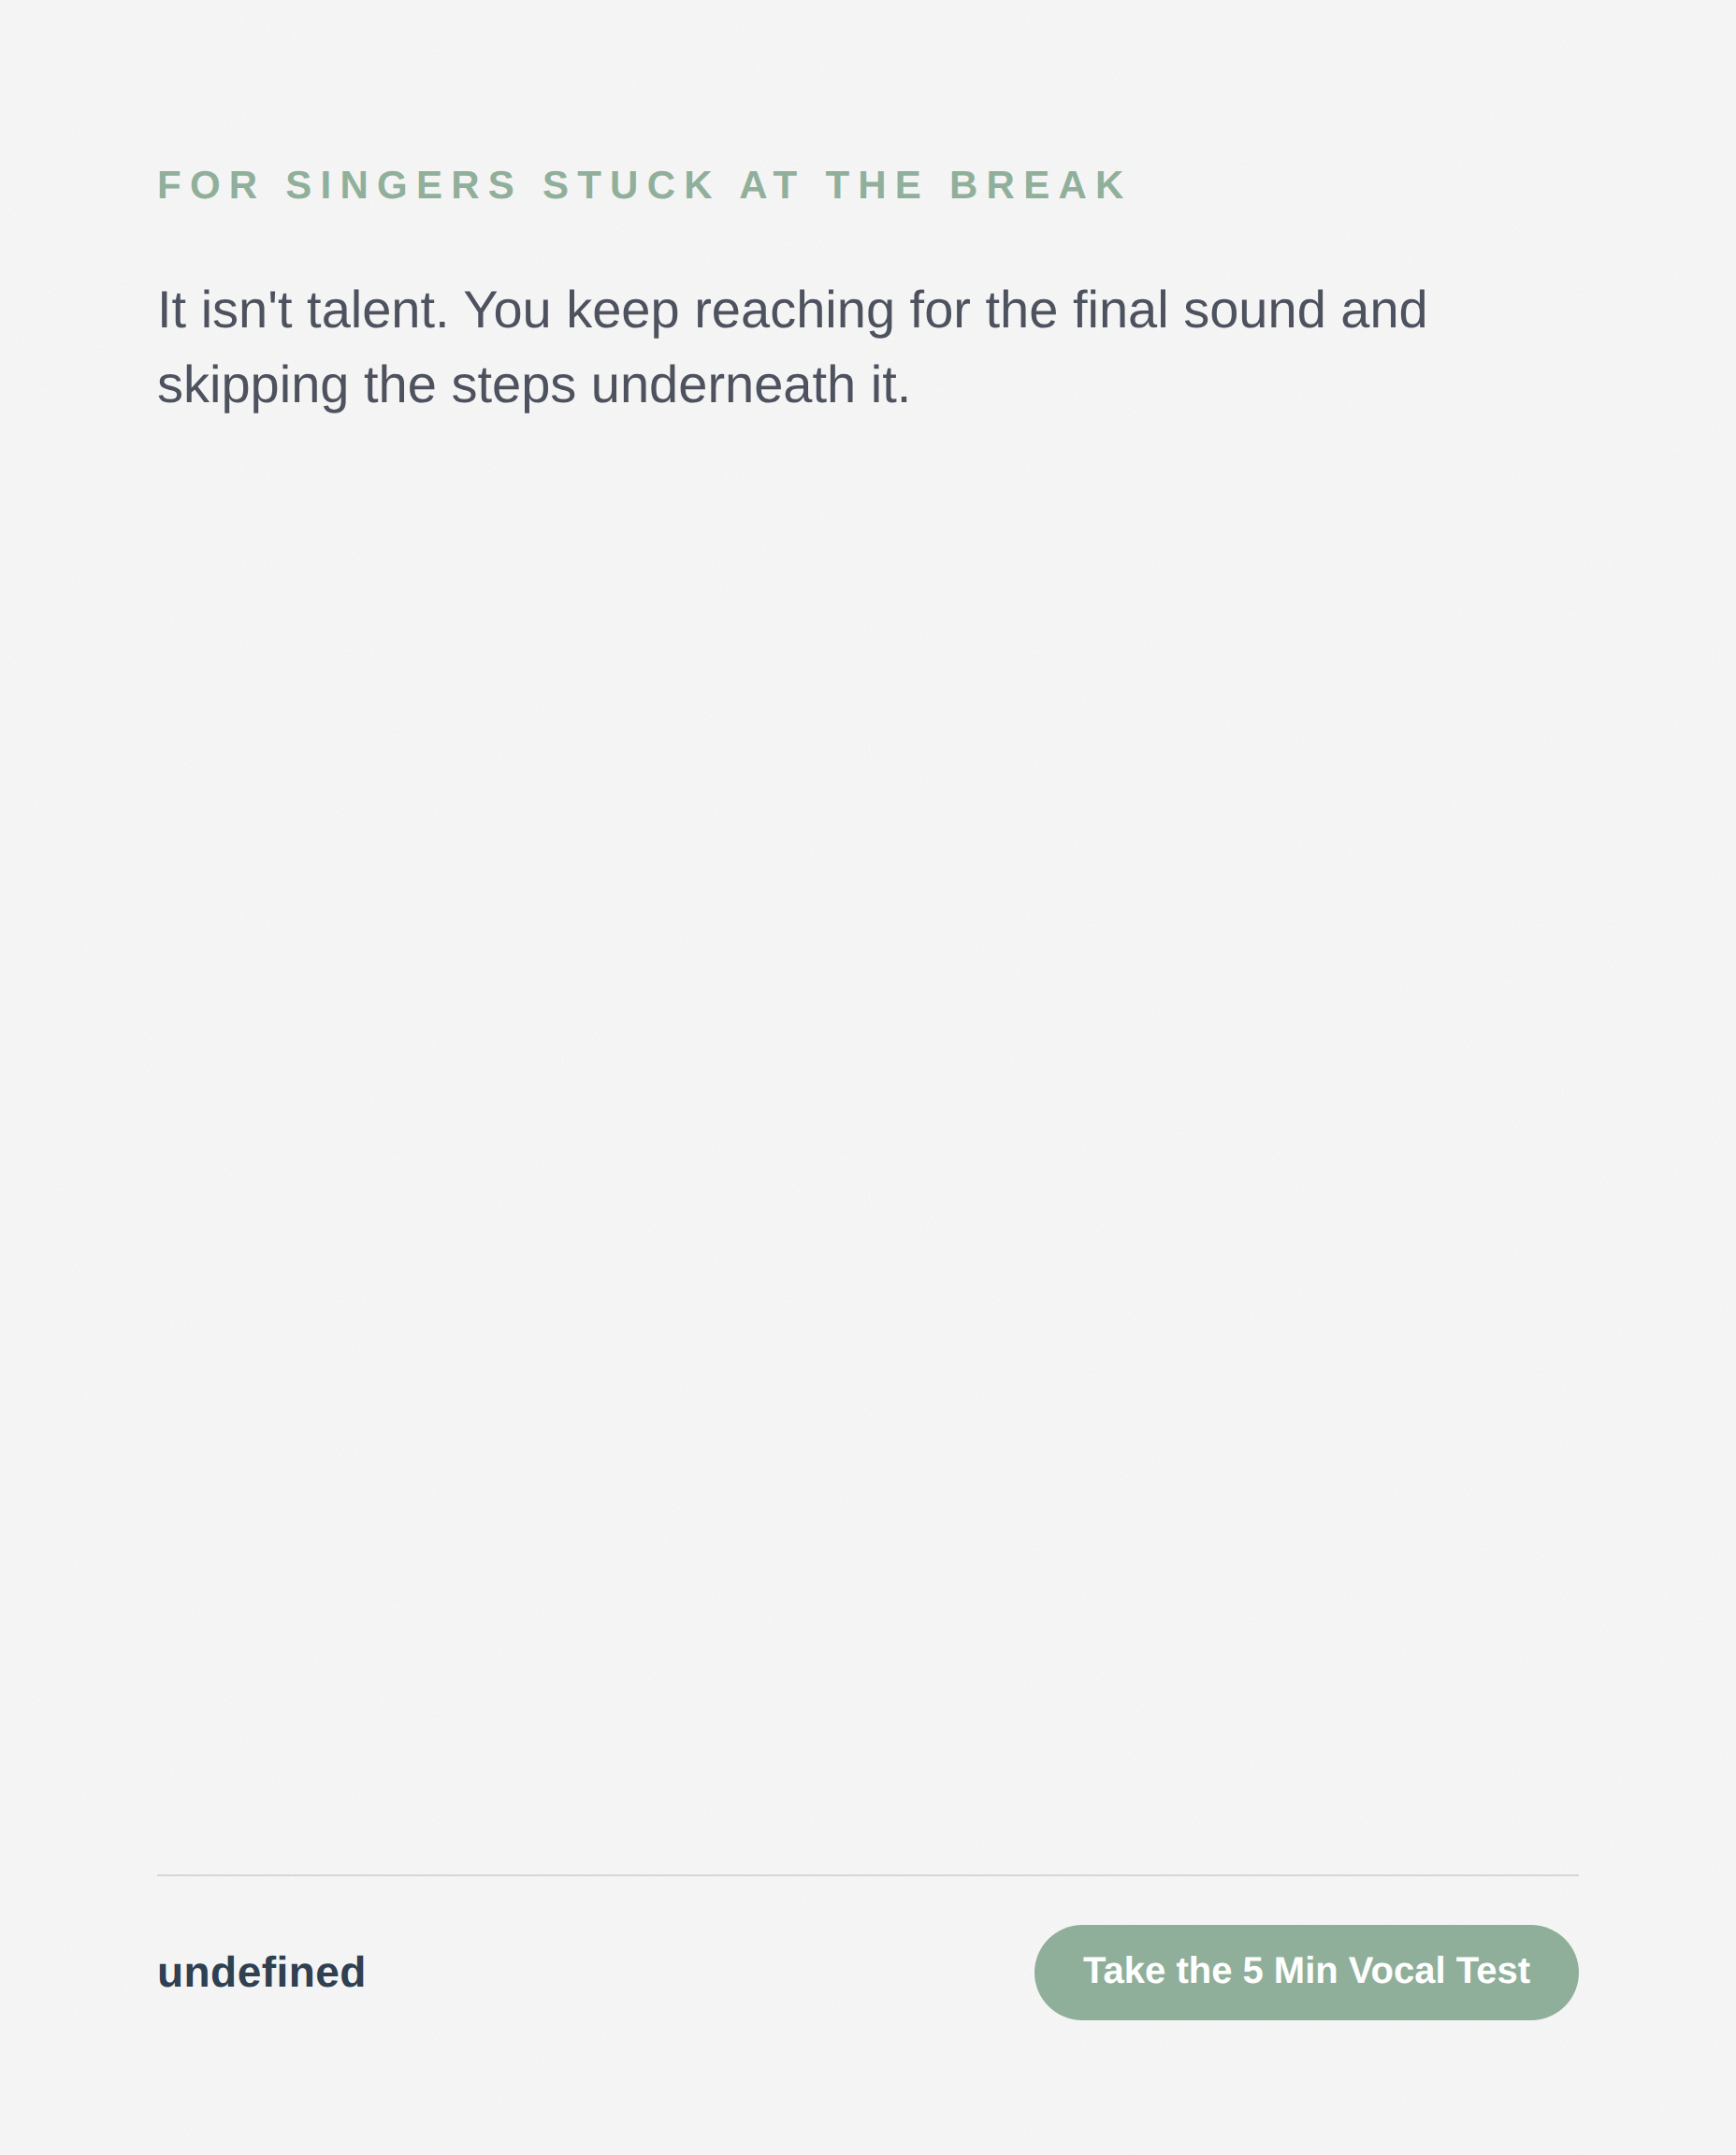 FOR SINGERS STUCK AT THE BREAK
It isn't talent. You keep reaching for the final sound and
skipping the steps underneath it.
undefined
Take the 5 Min Vocal Test